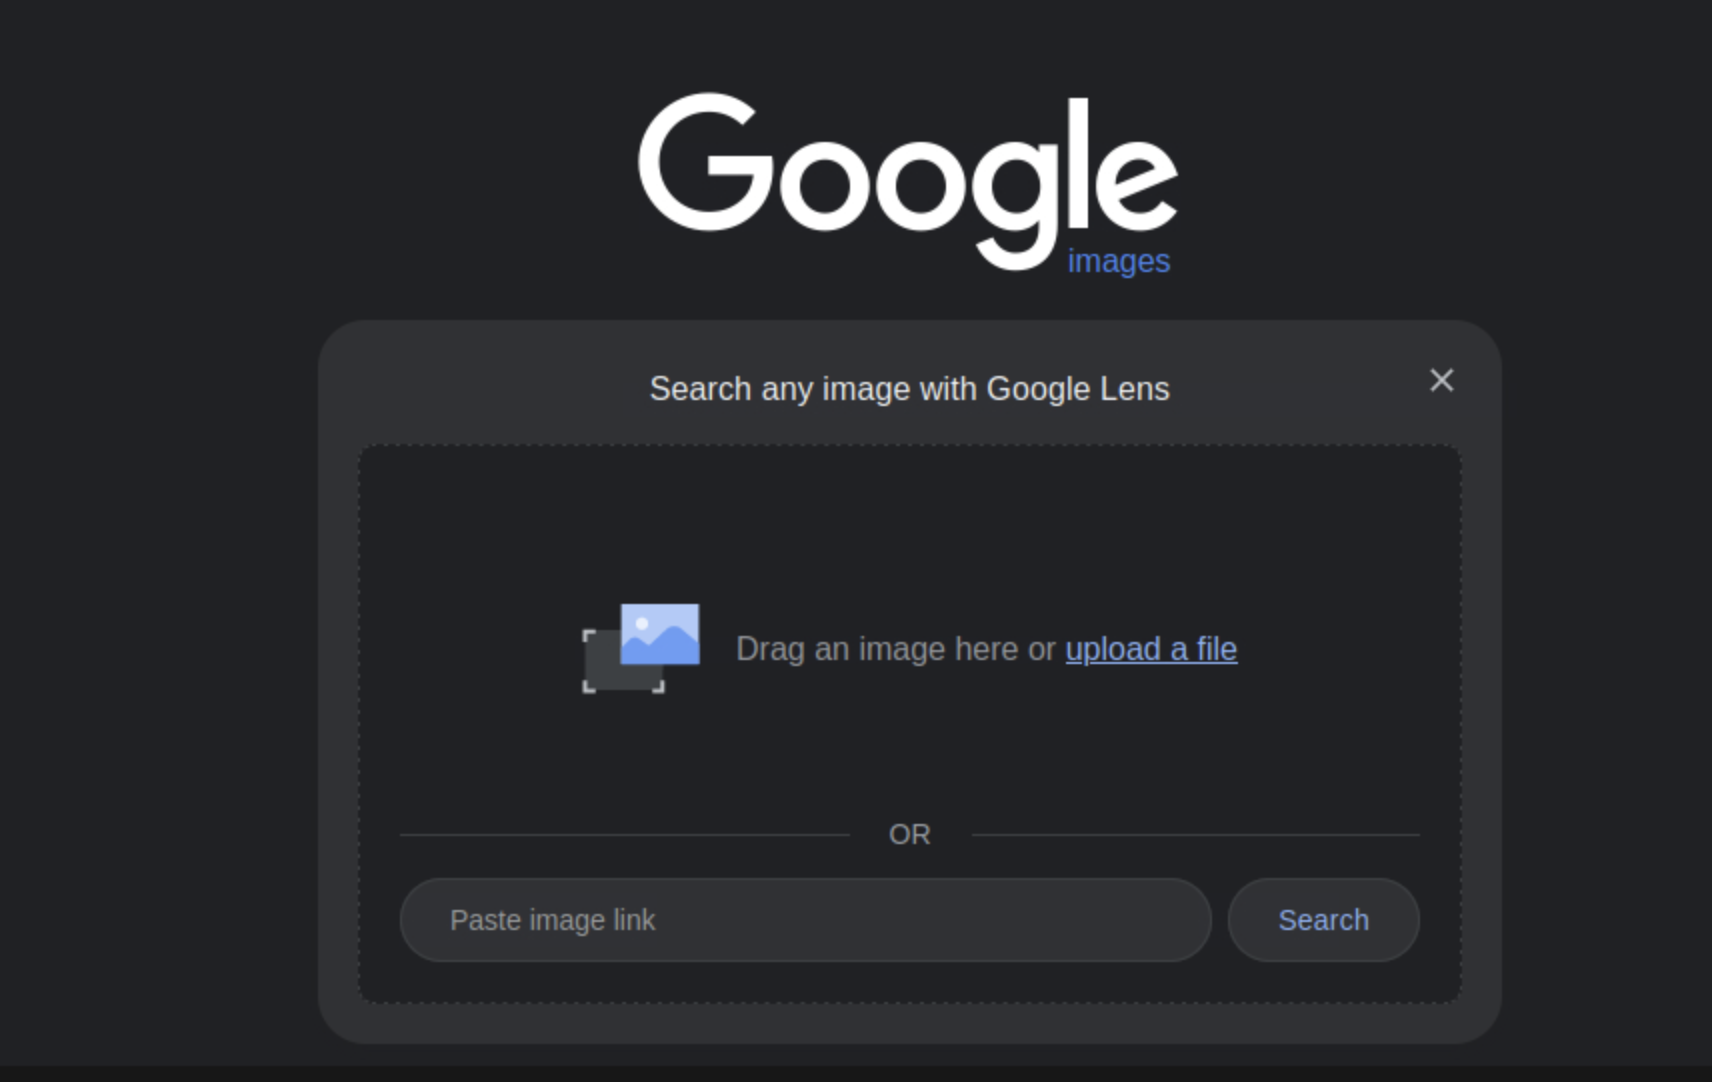 Google
images
Search any image with Google Lens
Drag an image here or upload a file
OR
Paste image link
Search